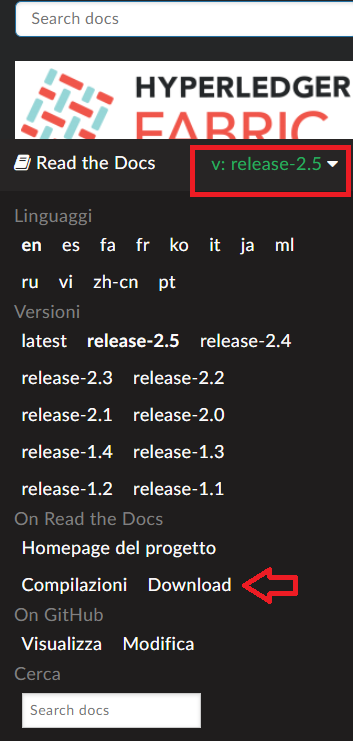 Search docs
HYPERLEDGER
FABRIC
Read the Docs v: release-2.5
Linguaggi
en es fa fr ko it ja ml
ru vi zh-cn pt
Versioni
latest release-2.5 release-2.4
release-2.3 release-2.2
release-2.1 release-2.0
release-1.4 release-1.3
release-1.2 release-1.1
On Read the Docs
Homepage del progetto
Compilazioni Download
On GitHub
Visualizza Modifica
Cerca
Search docs